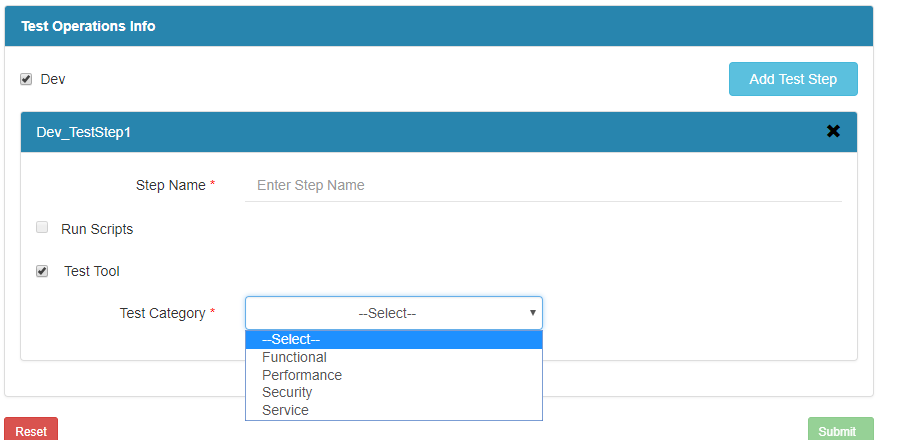 Test Operations Info
Dev
Add Test Step
Dev_TestStep1
Step Name *
Enter Step Name
Run Scripts
Test Tool
Test Category *
--Select--
--Select--
Functional
Performance
Security
Service
Reset
Submit